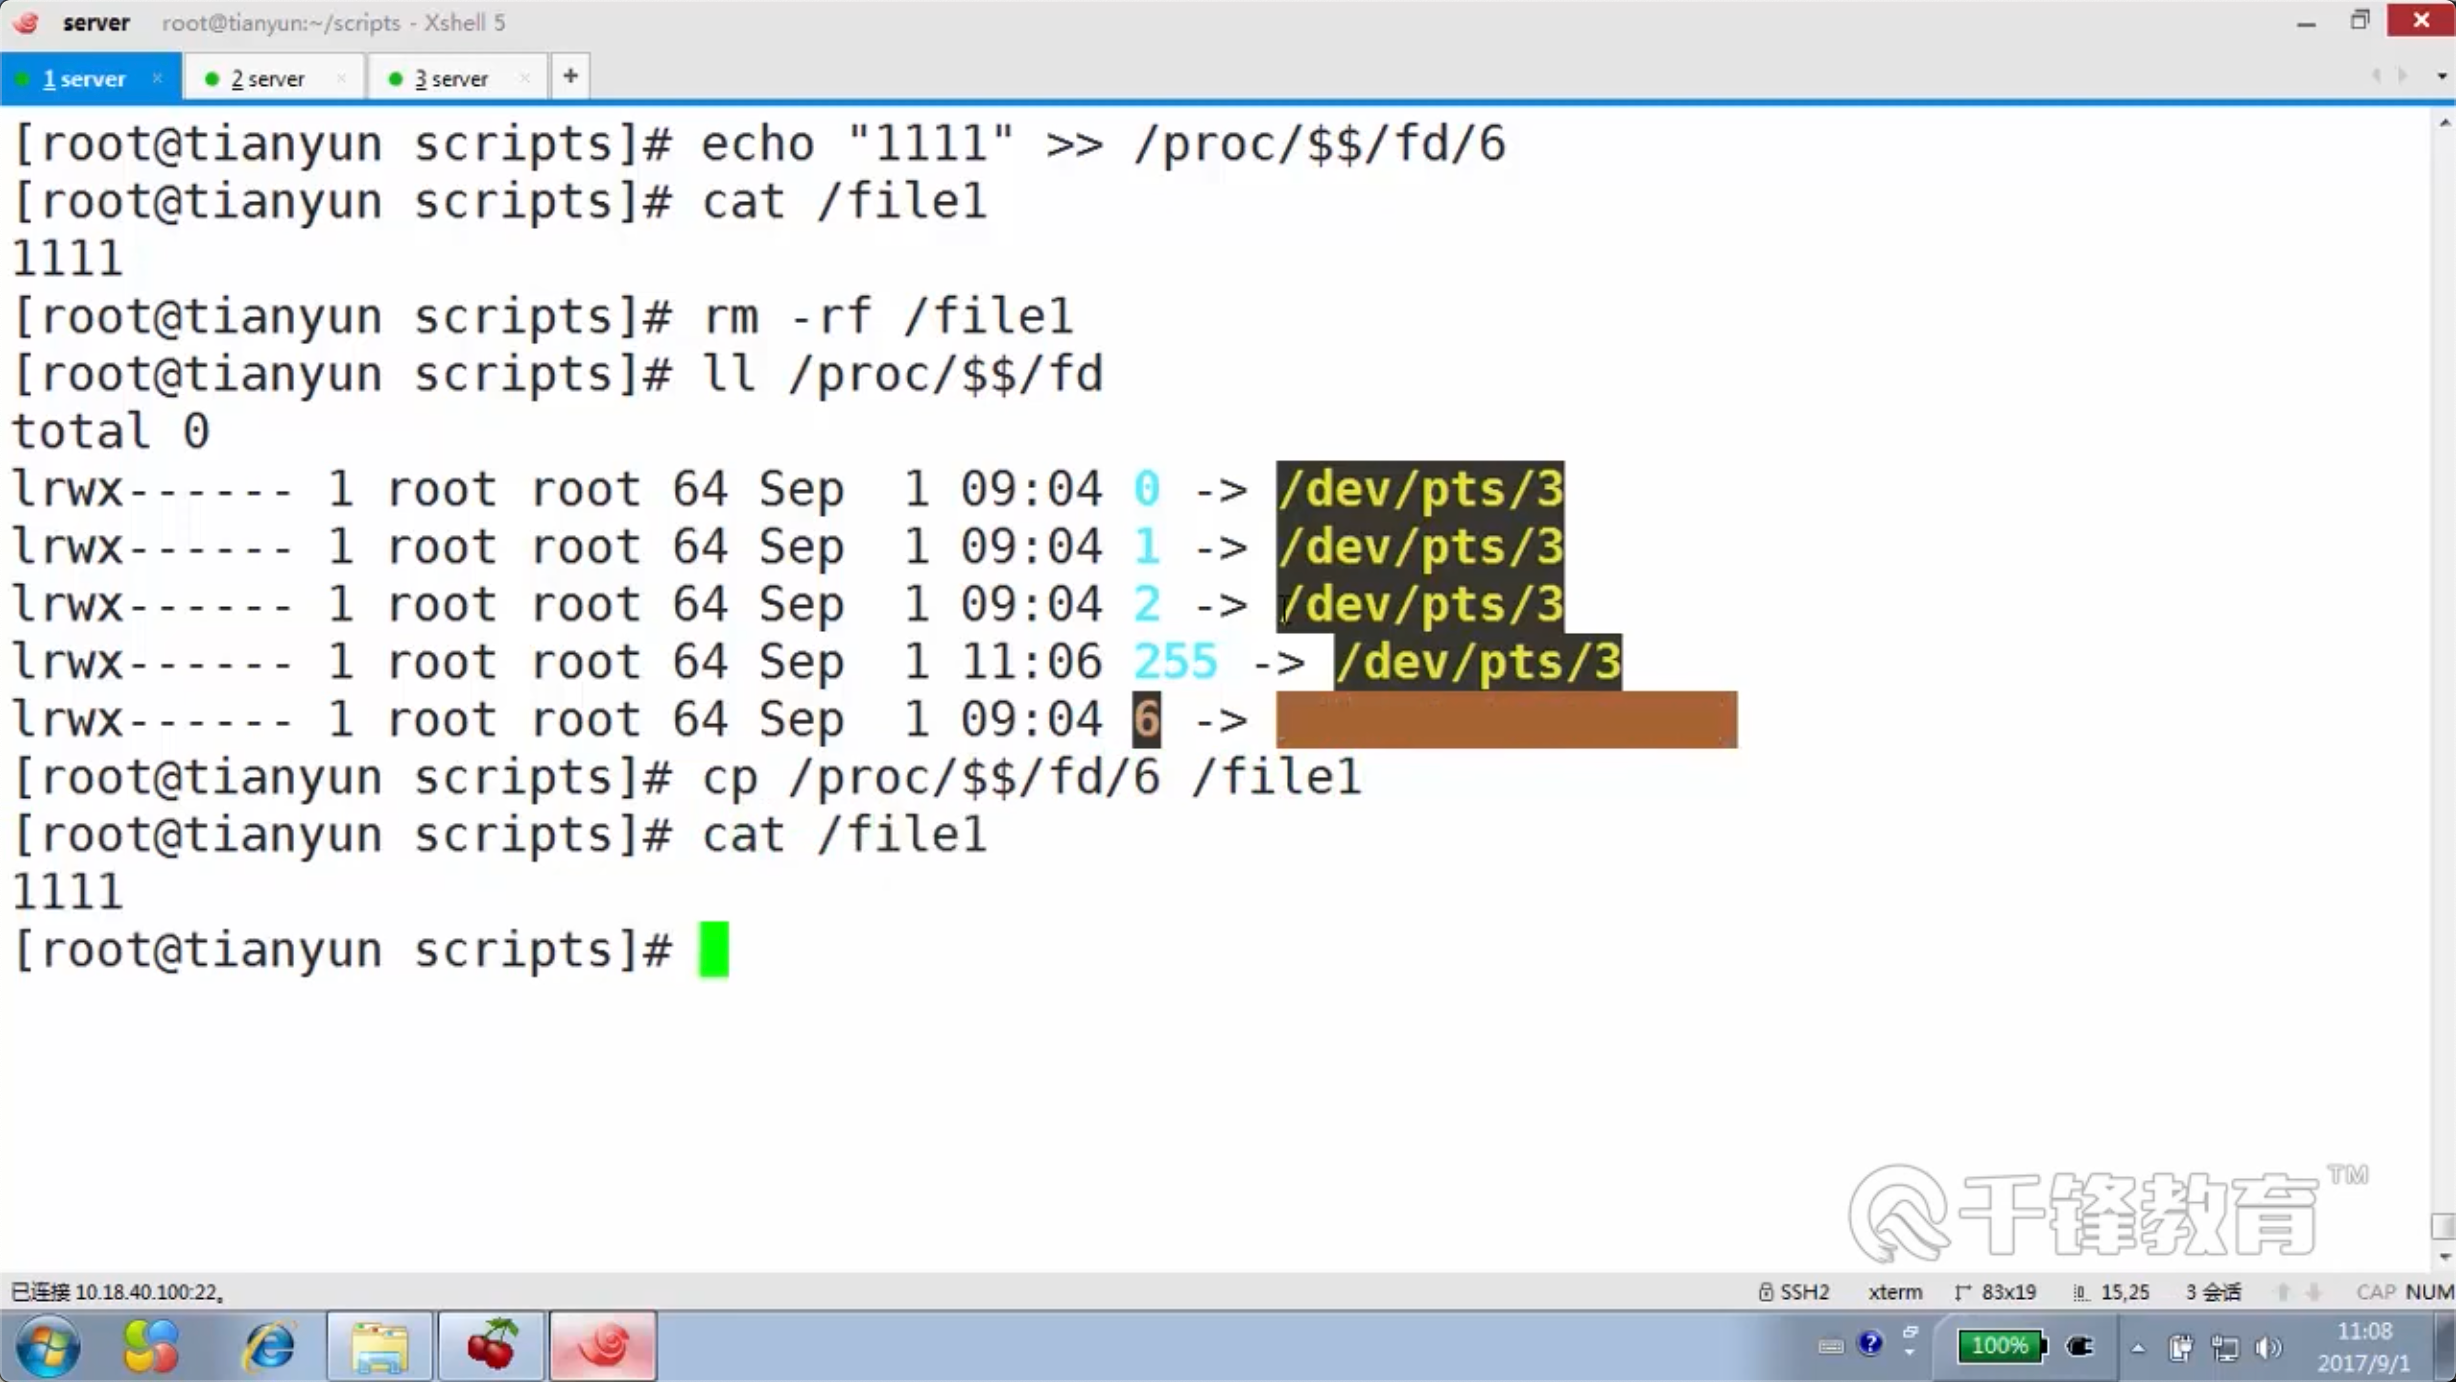 server root@tianyun:~/scripts - Xshell 5
1 server 2 server 3 server
[root@tianyun scripts]# echo "1111" >> /proc/$$/fd/6
[root@tianyun scripts]# cat /file1
1111
[root@tianyun scripts]# rm -rf /file1
[root@tianyun scripts]# ll /proc/$$/fd
total 0
lrwx------ 1 root root 64 Sep  1 09:04 0 -> /dev/pts/3
lrwx------ 1 root root 64 Sep  1 09:04 1 -> /dev/pts/3
lrwx------ 1 root root 64 Sep  1 09:04 2 -> /dev/pts/3
lrwx------ 1 root root 64 Sep  1 11:06 255 -> /dev/pts/3
lrwx------ 1 root root 64 Sep  1 09:04 6 ->
[root@tianyun scripts]# cp /proc/$$/fd/6 /file1
[root@tianyun scripts]# cat /file1
1111
[root@tianyun scripts]#
千锋教育™
已连接 10.18.40.100:22。 SSH2 xterm 83x19 15,25 3 会话 CAP NUM
100% 11:08
2017/9/1